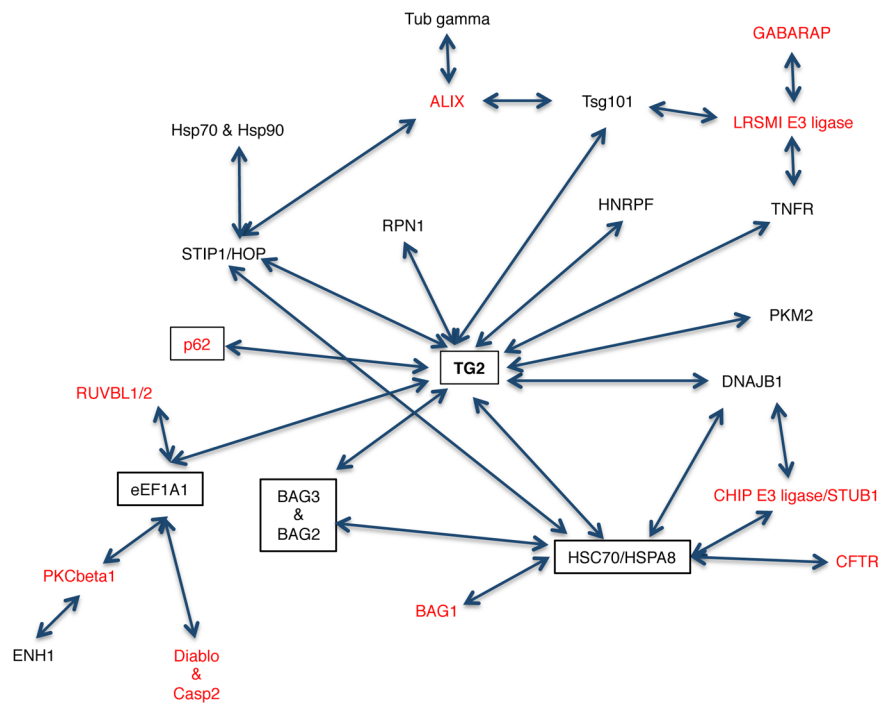 Tub gamma
GABARAP
ALIX
Tsg101
LRSMI E3 ligase
Hsp70 & Hsp90
HNRPF
TNFR
RPN1
STIP1/HOP
PKM2
p62
TG2
DNAJB1
RUVBL1/2
eEF1A1
BAG3
&
BAG2
CHIP E3 ligase/STUB1
HSC70/HSPA8
CFTR
PKCbeta1
BAG1
ENH1
Diablo
&
Casp2